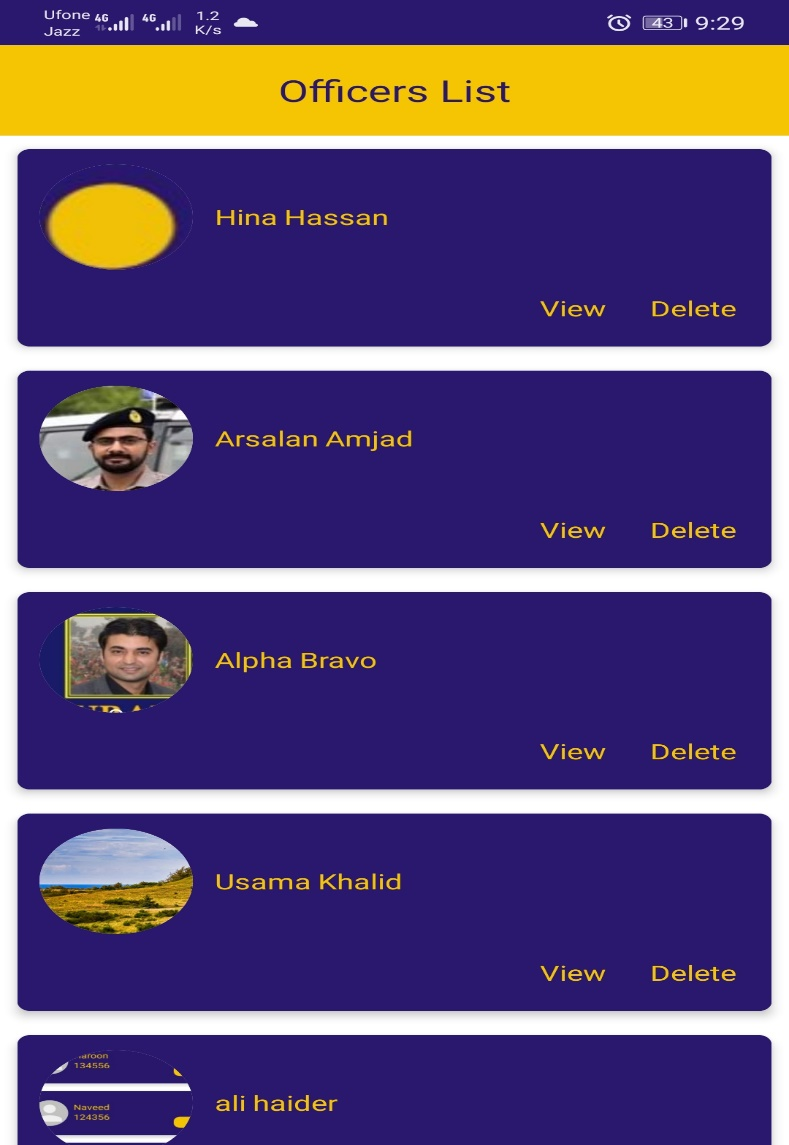 Ufone 4G 4G 1.2
Jazz K/s 43 9:29
Officers List
Hina Hassan
View Delete
Arsalan Amjad
View Delete
Alpha Bravo
View Delete
Usama Khalid
View Delete
134556
Naveed
124356
ali haider